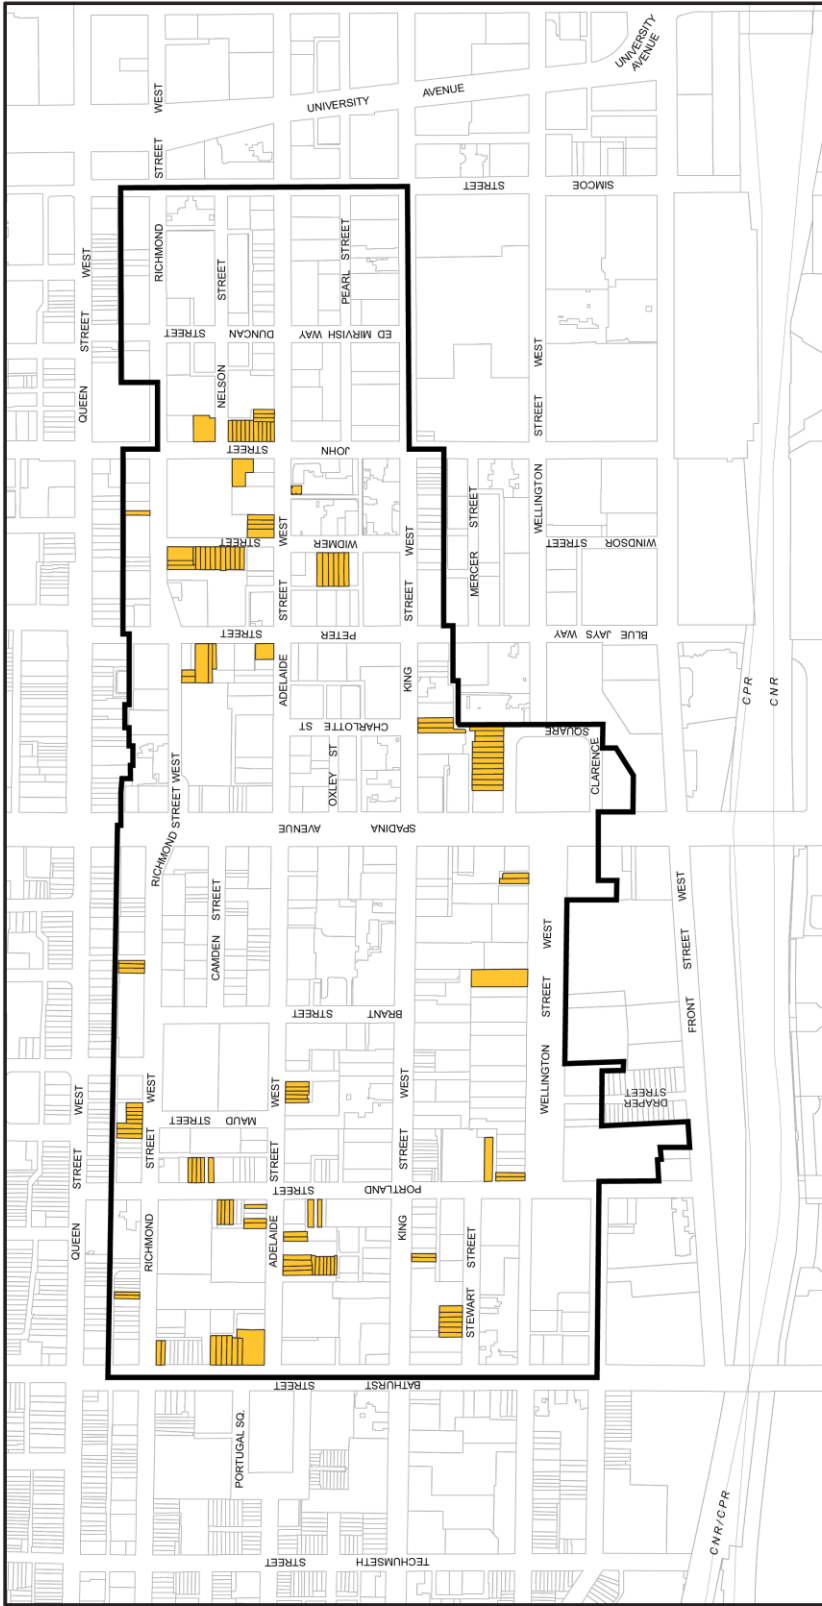 UNIVERSITY
AVENUE
UNIVERSITY
AVENUE
WEST
STREET
SIMCOE
STREET
WEST
STREET
QUEEN
RICHMOND
STREET
NELSON
STREET
PEARL
DUNCAN
STREET
ED MIRVISH WAY
WEST
STREET
WELLINGTON
JOHN
STREET
WEST
STREET
ADELAIDE
WIDMER
STREET
WEST
STREET
KING
STREET
MERCER
WINDSOR
STREET
PETER
STREET
BLUE JAYS WAY
CHARLOTTE
ST
OXLEY ST
CLARENCE
SQUARE
CPR
CNR
RICHMOND STREET WEST
SPADINA
AVENUE
CAMDEN STREET
BRANT
STREET
WEST
STREET
WELLINGTON
WEST
STREET
FRONT
DRAPER
STREET
WEST
STREET
QUEEN
WEST
STREET
RICHMOND
MAUD
STREET
WEST
STREET
ADELAIDE
WEST
STREET
KING
PORTLAND
STREET
STREET
STEWART
BATHURST
STREET
PORTUGAL SQ.
CNR/CPR
TECHUMSETH
STREET